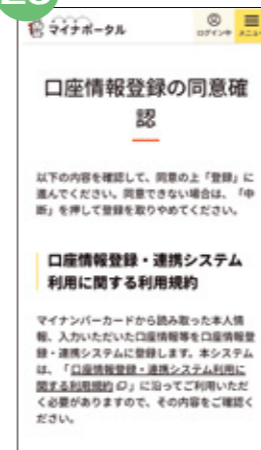 マイナポータル
ログイン中 メニュー
口座情報登録の同意確
認
以下の内容を確認して、同意の上「登録」に
進んでください。同意できない場合は、「中
断」を押して登録を取りやめてください。
口座情報登録・連携システム
利用に関する利用規約
マイナンバーカードから読み取った本人情
報、入力いただいた口座情報等を口座情報登
録・連携システムに登録します。本システム
は、「口座情報登録・連携システム利用に
関する利用規約」に沿ってご利用いただ
く必要がありますので、その内容をご確認く
ださい。